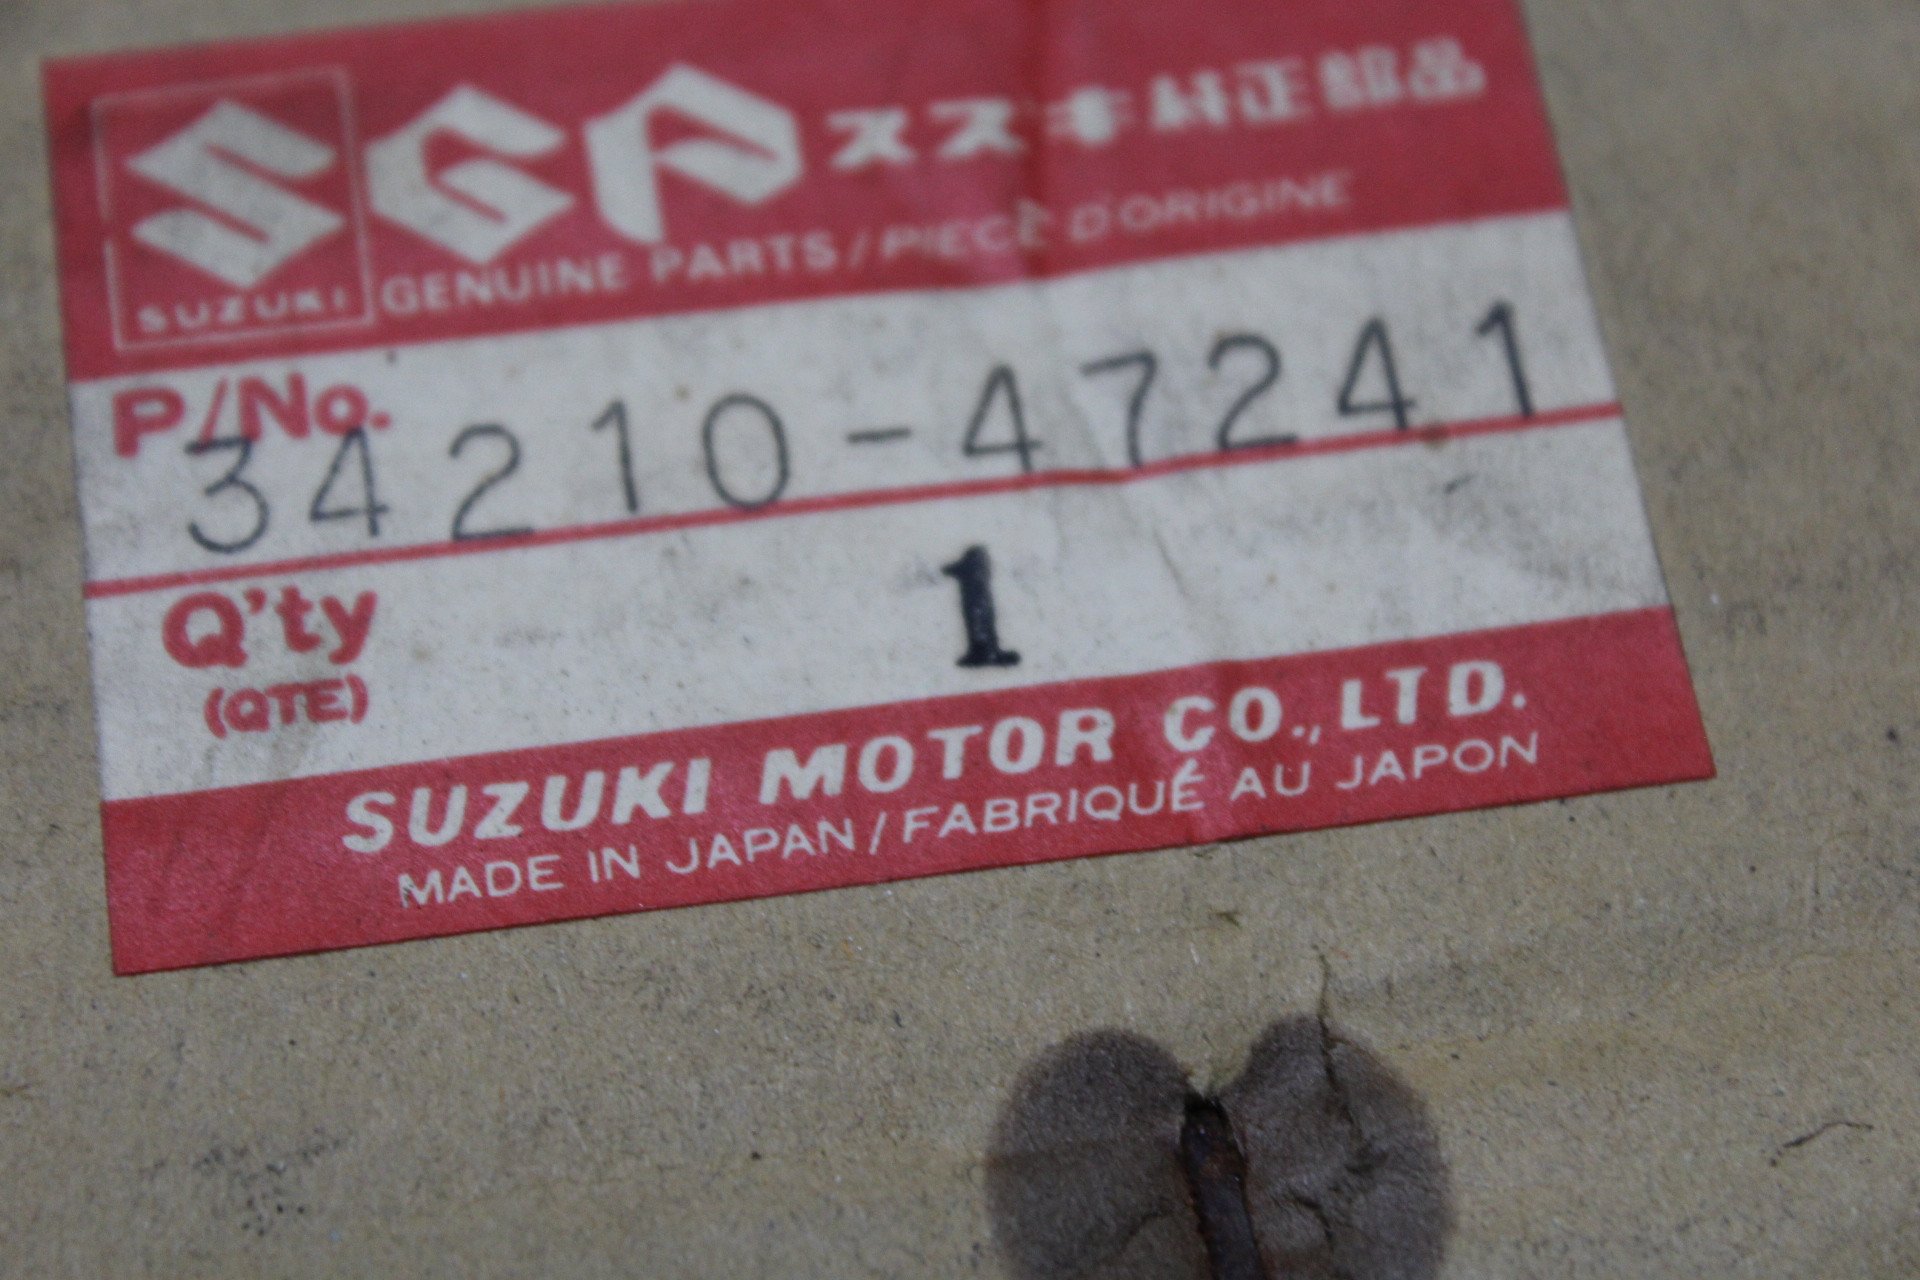 SGP スズキ純正部品
SUZUKI GENUINE PARTS / PIECE D'ORIGINE
P/No. 34210-47241
Q'ty 1
(QTE)
SUZUKI MOTOR CO., LTD.
MADE IN JAPAN / FABRIQUÉ AU JAPON